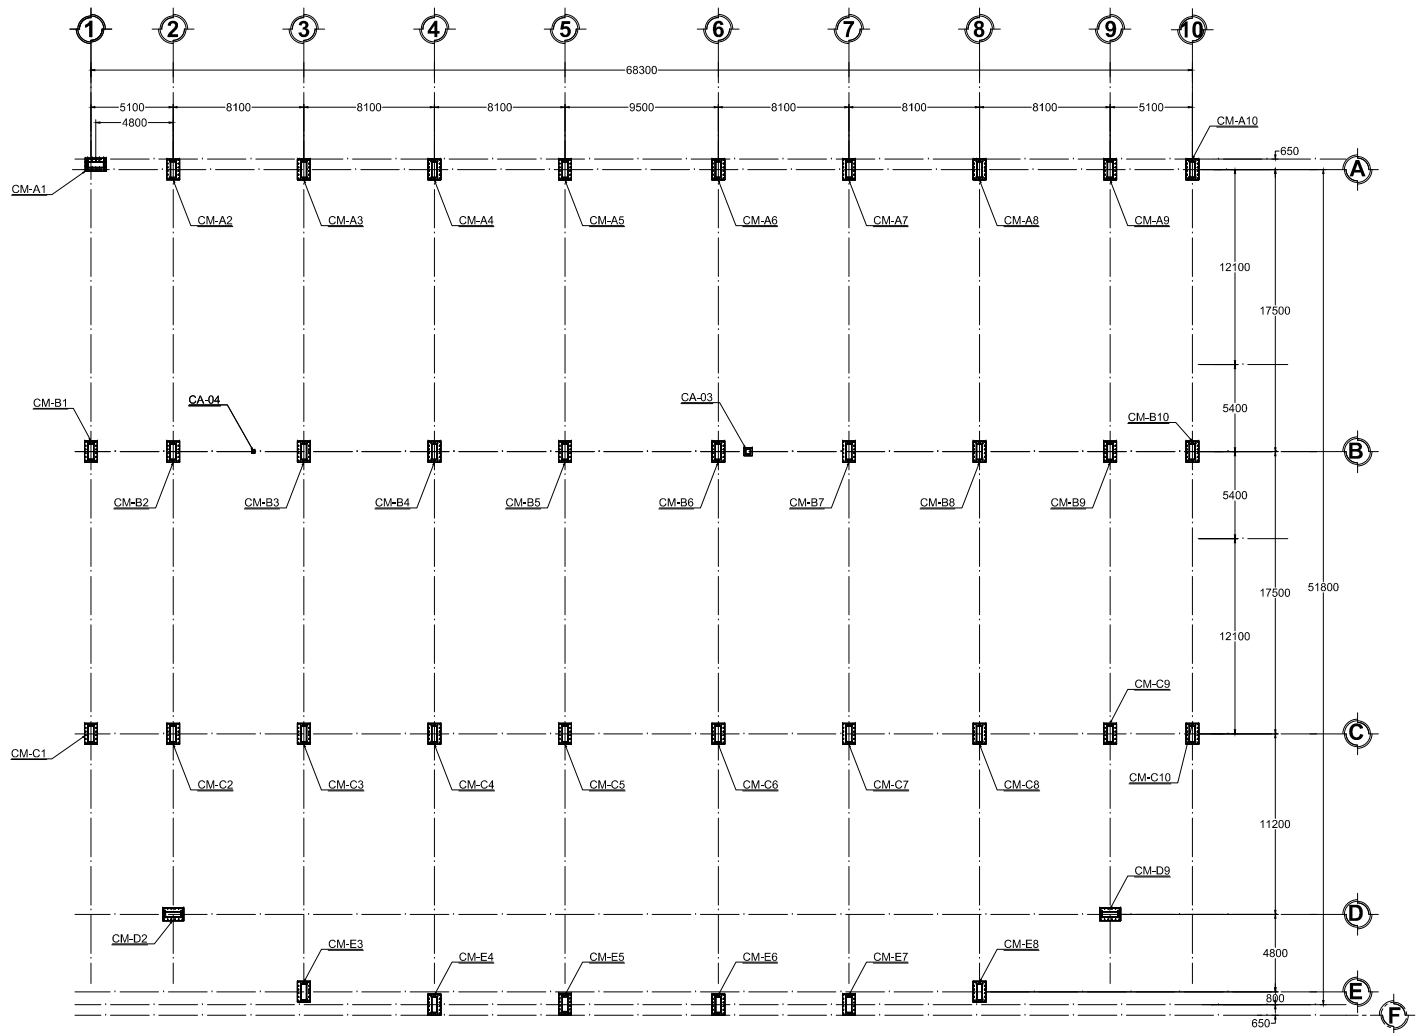 1 2 3 4 5 6 7 8 9 10
68300
5100 8100 8100 8100 9500 8100 8100 8100 5100
4800
CM-A10
650
A
CM-A1
CM-A2 CM-A3 CM-A4 CM-A5 CM-A6 CM-A7 CM-A8 CM-A9
12100
17500
CM-B1 CA-04 CA-03 CM-B10
5400
B
CM-B2 CM-B3 CM-B4 CM-B5 CM-B6 CM-B7 CM-B8 CM-B9
5400
17500 51800
12100
CM-C9
C
CM-C1
CM-C2 CM-C3 CM-C4 CM-C5 CM-C6 CM-C7 CM-C8 CM-C10
11200
CM-D9
D
CM-D2
CM-E3 CM-E4 CM-E5 CM-E6 CM-E7 CM-E8
4800
E
800
650
F